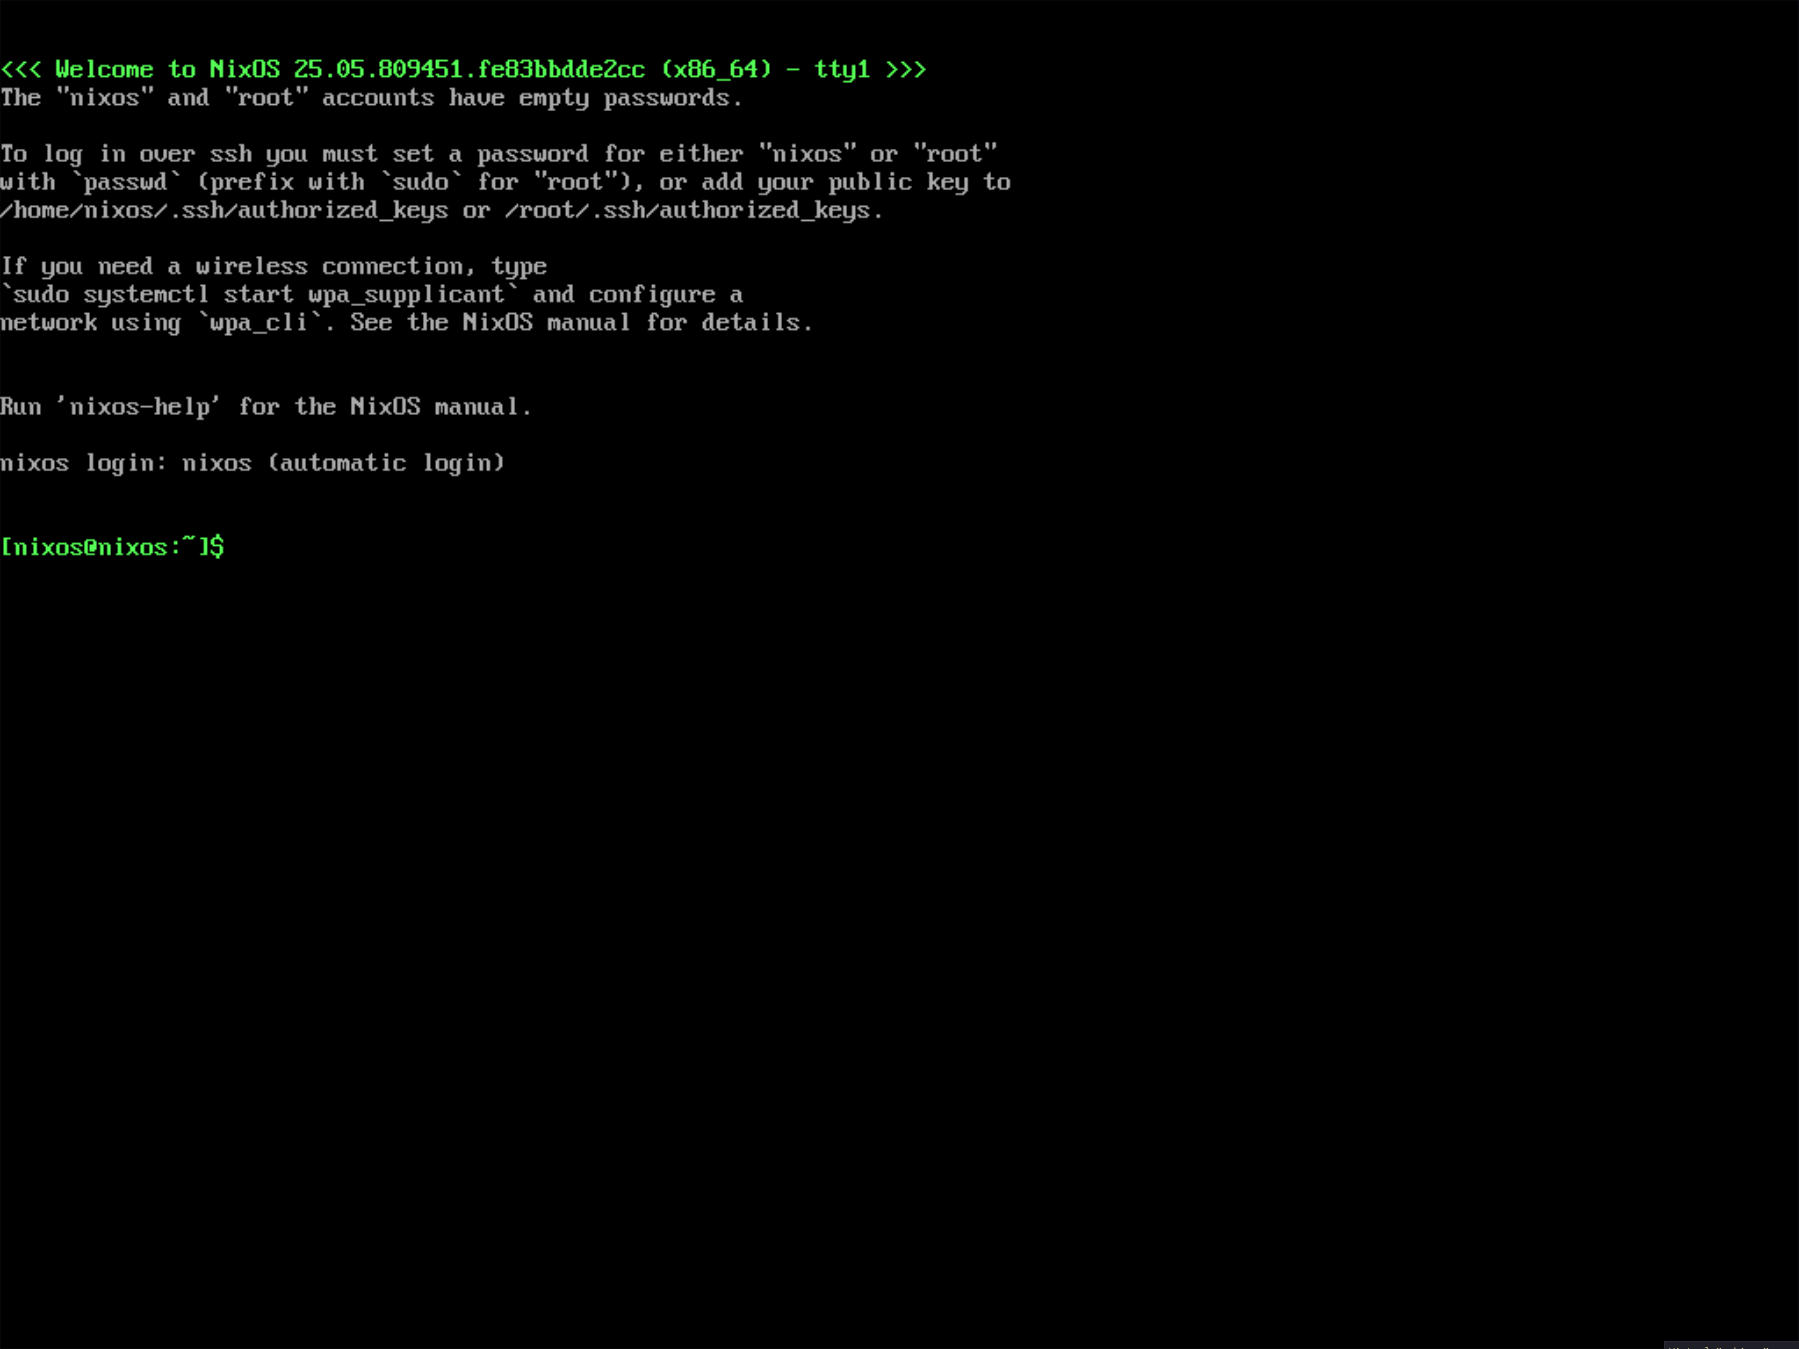 <<< Welcome to NixOS 25.05.809451.fe83bbdde2cc (x86_64) - tty1 >>>
The "nixos" and "root" accounts have empty passwords.
To log in over ssh you must set a password for either "nixos" or "root"
with `passwd` (prefix with `sudo` for "root"), or add your public key to
/home/nixos/.ssh/authorized_keys or /root/.ssh/authorized_keys.
If you need a wireless connection, type
`sudo systemctl start wpa_supplicant` and configure a
network using `wpa_cli`. See the NixOS manual for details.
Run 'nixos-help' for the NixOS manual.
nixos login: nixos (automatic login)
[nixos@nixos:~]$